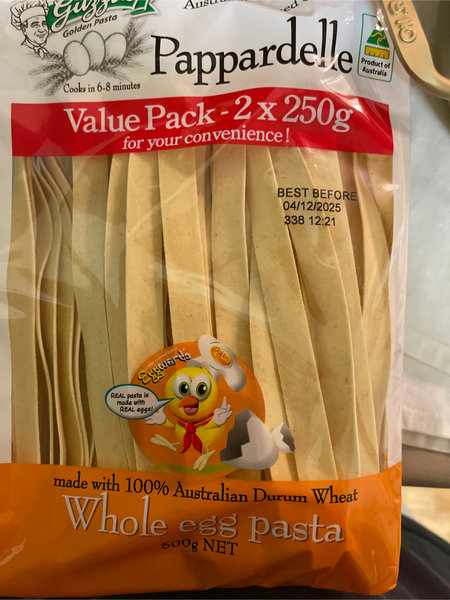 Golden Pasta
Pappardelle
Product of
Australia
Cooks in 6-8 minutes
Value Pack - 2 x 250g
for your convenience!
BEST BEFORE
04/12/2025
338 12:21
Eggwardo
REAL pasta is
made with
REAL eggs!
made with 100% Australian Durum Wheat
Whole egg pasta
500g NET